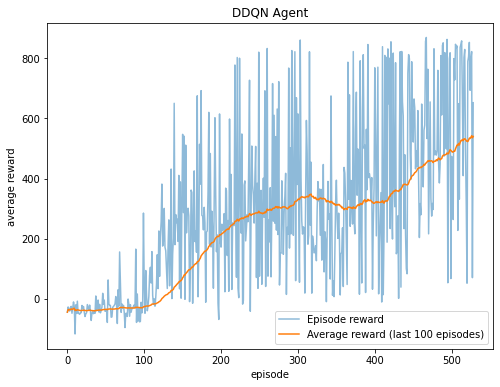 DDQN Agent
average reward
800
600
400
200
0
0
100
200
300
400
500
episode
Episode reward
Average reward (last 100 episodes)